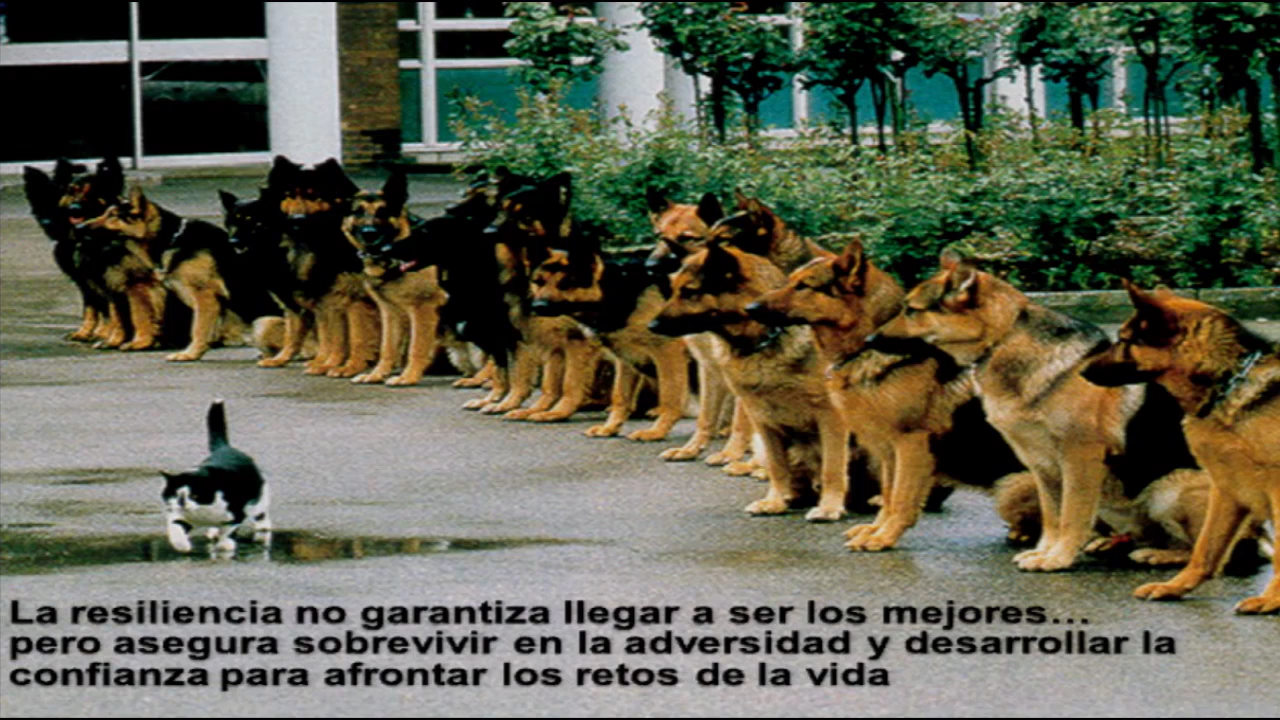 La resiliencia no garantiza llegar a ser los mejores...
pero asegura sobrevivir en la adversidad y desarrollar la
confianza para afrontar los retos de la vida